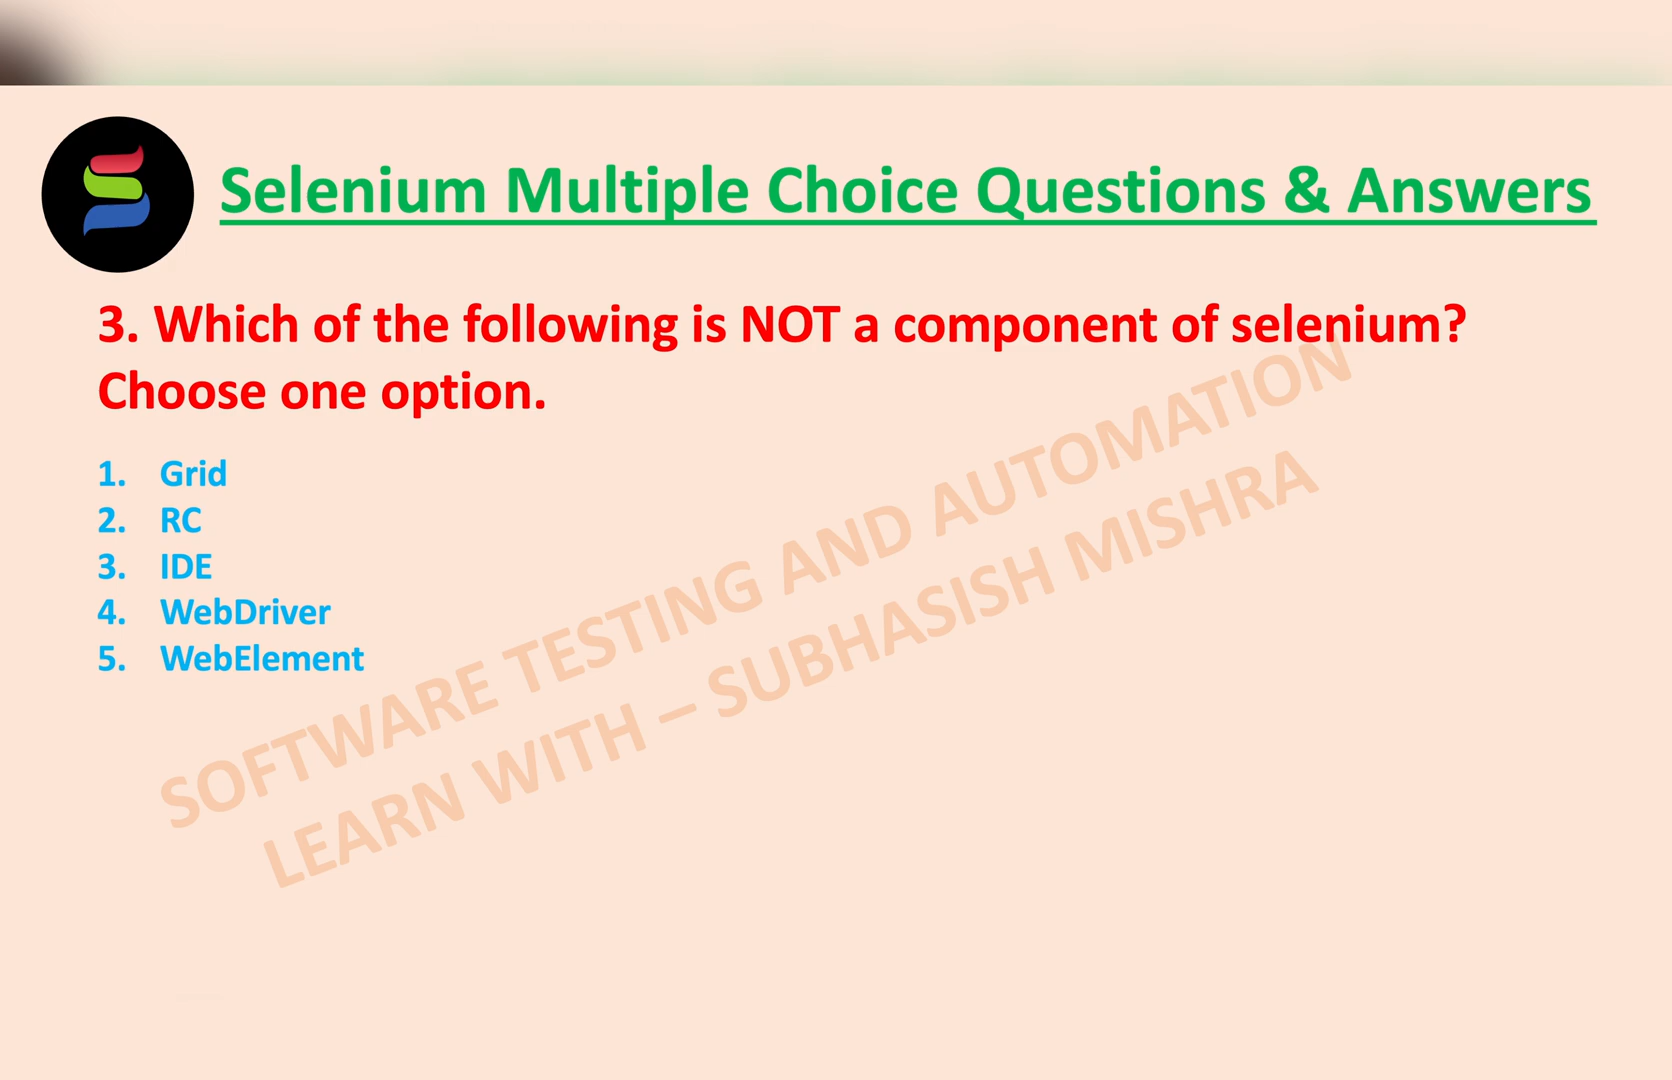 Selenium Multiple Choice Questions & Answers
3. Which of the following is NOT a component of selenium?
Choose one option.
1. Grid
2. RC
3. IDE
4. WebDriver
5. WebElement
SOFTWARE TESTING AND AUTOMATION
LEARN WITH – SUBHASISH MISHRA